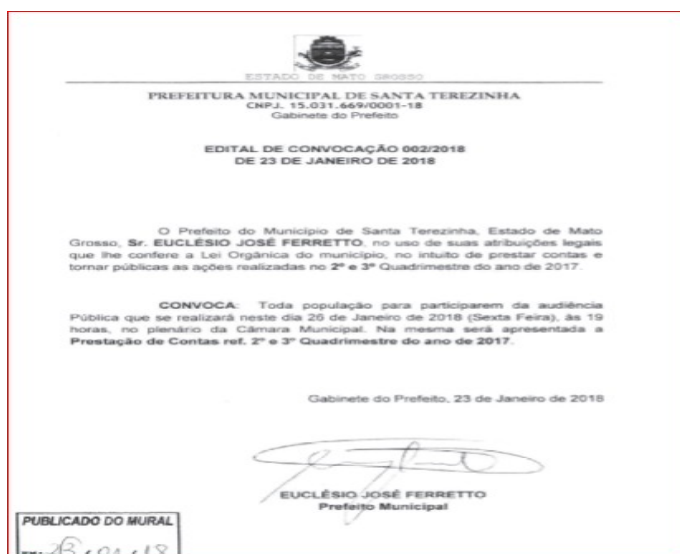 ESTADO DE MATO GROSSO
PREFEITURA MUNICIPAL DE SANTA TEREZINHA
CNPJ. 15.031.669/0001-18
Gabinete do Prefeito
EDITAL DE CONVOCAÇÃO 002/2018
DE 23 DE JANEIRO DE 2018
O Prefeito do Município de Santa Terezinha, Estado de Mato
Grosso, Sr. EUCLÉSIO JOSÉ FERRETTO, no uso de suas atribuições legais
que lhe confere a Lei Orgânica do município, no intuito de prestar contas e
tornar públicas as ações realizadas no 2º e 3º Quadrimestre do ano de 2017.
CONVOCA: Toda população para participarem da audiência
Pública que se realizará neste dia 26 de Janeiro de 2018 (Sexta Feira), às 19
horas, no plenário da Câmara Municipal. Na mesma será apresentada a
Prestação de Contas ref. 2º e 3º Quadrimestre do ano de 2017.
Gabinete do Prefeito, 23 de Janeiro de 2018
EUCLÉSIO JOSÉ FERRETTO
Prefeito Municipal
PUBLICADO DO MURAL